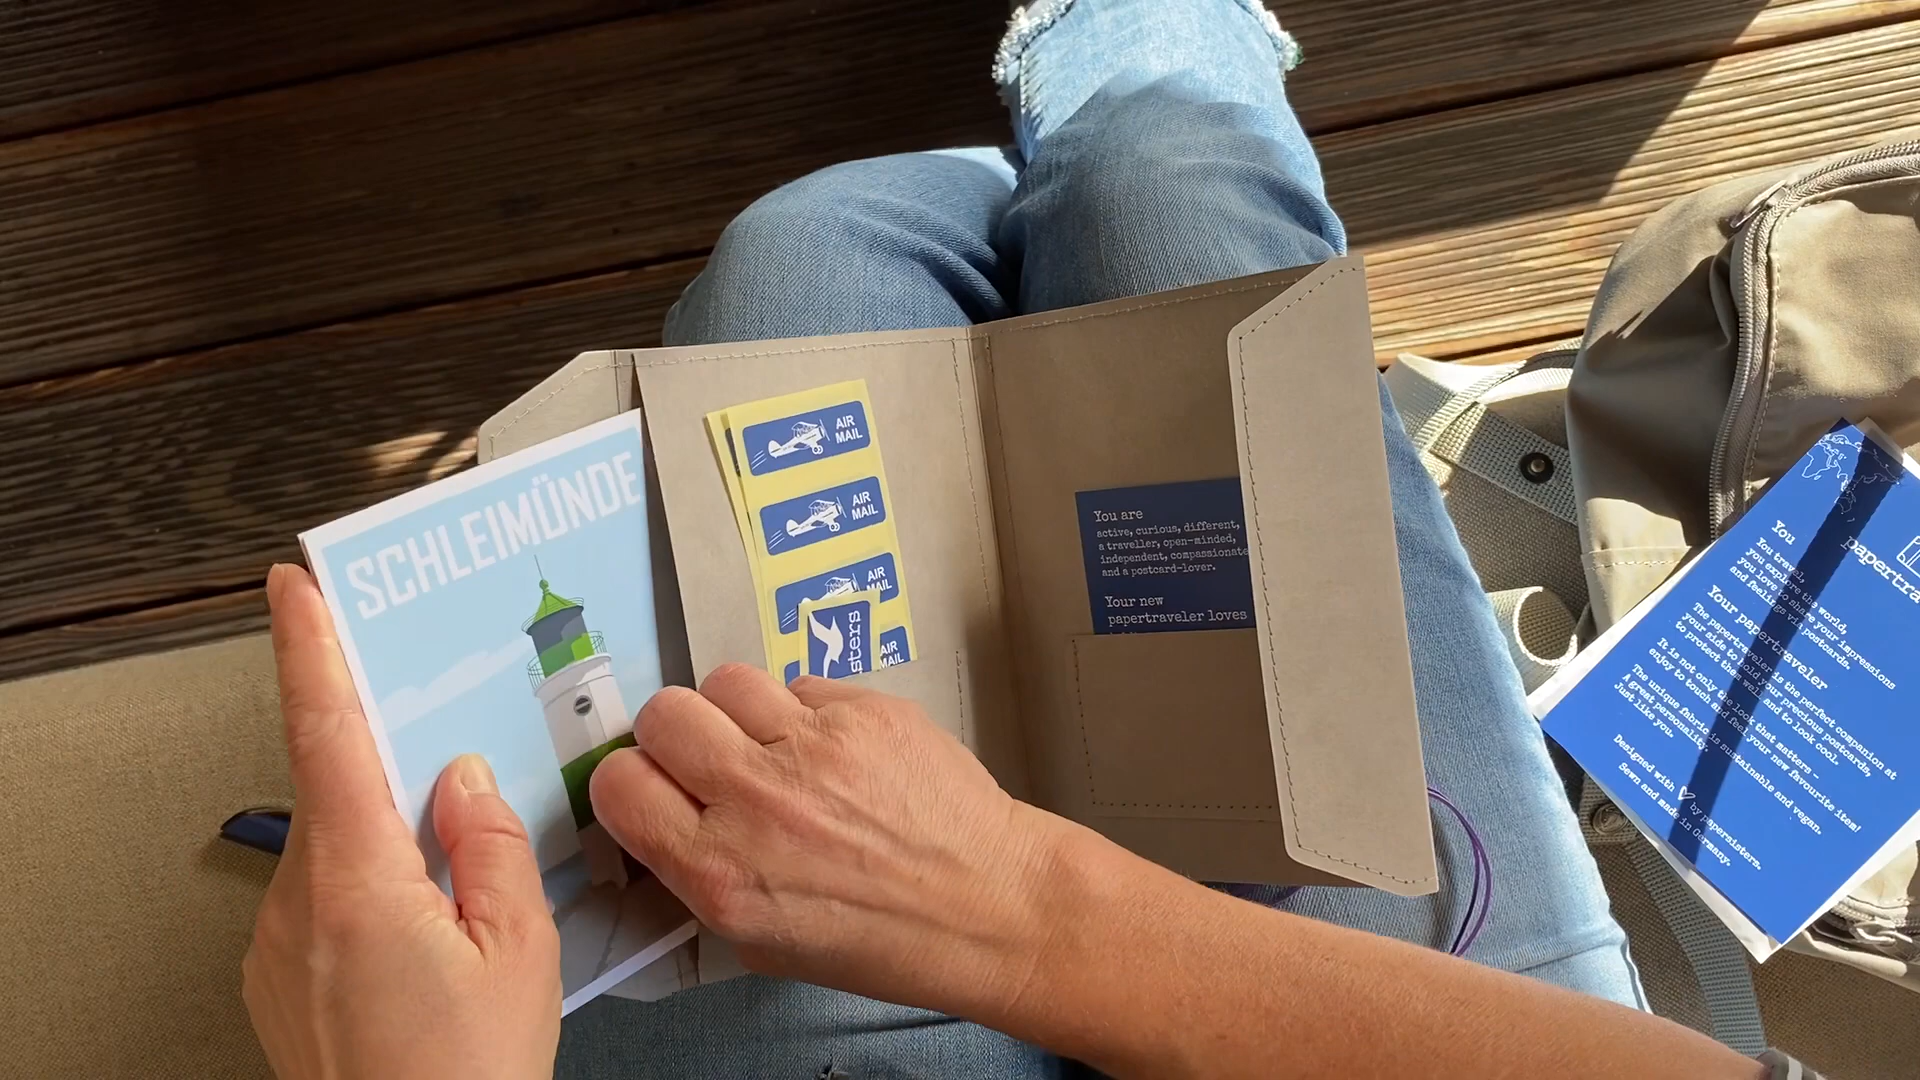 SCHLEIMÜNDE
AIR
MAIL
AIR
MAIL
AIR
MAIL
AIR
MAIL
sisters
You are
active, curious, different,
a traveller, open-minded,
independent, compassionate
and a postcard-lover.
Your new
papertraveler loves
papertra
You
You travel,
you explore the world,
you love to share your impressions
and feelings via postcards.
Your papertraveler
The papertraveler is the perfect companion at
your side to hold your precious postcards,
to protect them well and to look cool.
It is not only the look that matters –
enjoy to touch and feel your new favourite item!
The unique fabric is sustainable and vegan.
A great personality.
Just like you.
Designed with ♡ by papersisters.
Sewn and made in Germany.